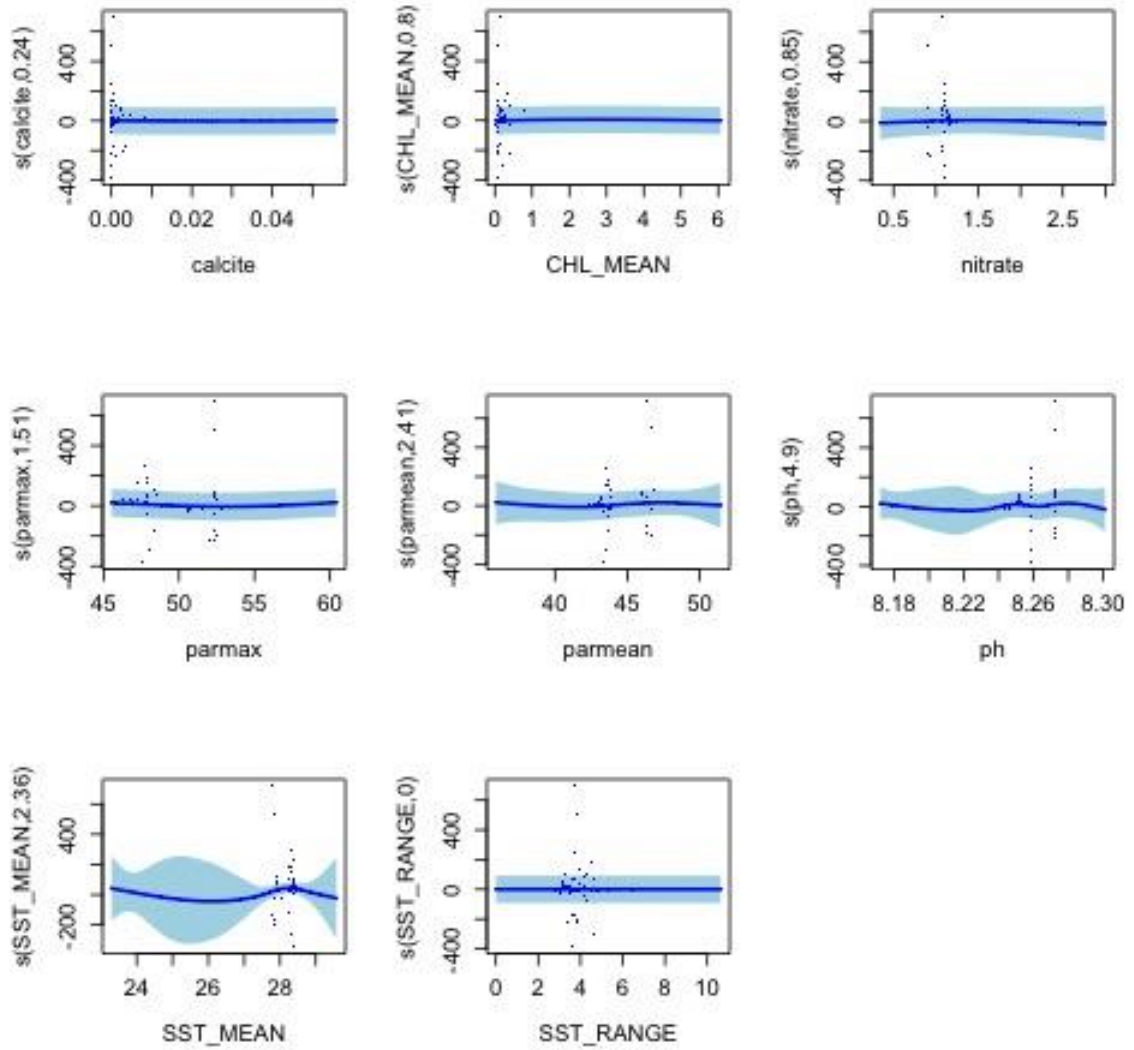 s(calcite,0.24)
400
0
-400
0.00 0.02 0.04
calcite
s(CHL_MEAN,0.8)
400
0
-400
0 1 2 3 4 5 6
CHL_MEAN
s(nitrate,0.85)
400
0
-400
0.5 1.5 2.5
nitrate
s(parmax,1.51)
400
0
-400
45 50 55 60
parmax
s(parmean,2.41)
400
0
-400
40 45 50
parmean
s(ph,4.9)
400
0
-400
8.18 8.22 8.26 8.30
ph
s(SST_MEAN,2.36)
400
-200
24 26 28
SST_MEAN
s(SST_RANGE,0)
400
0
-400
0 2 4 6 8 10
SST_RANGE